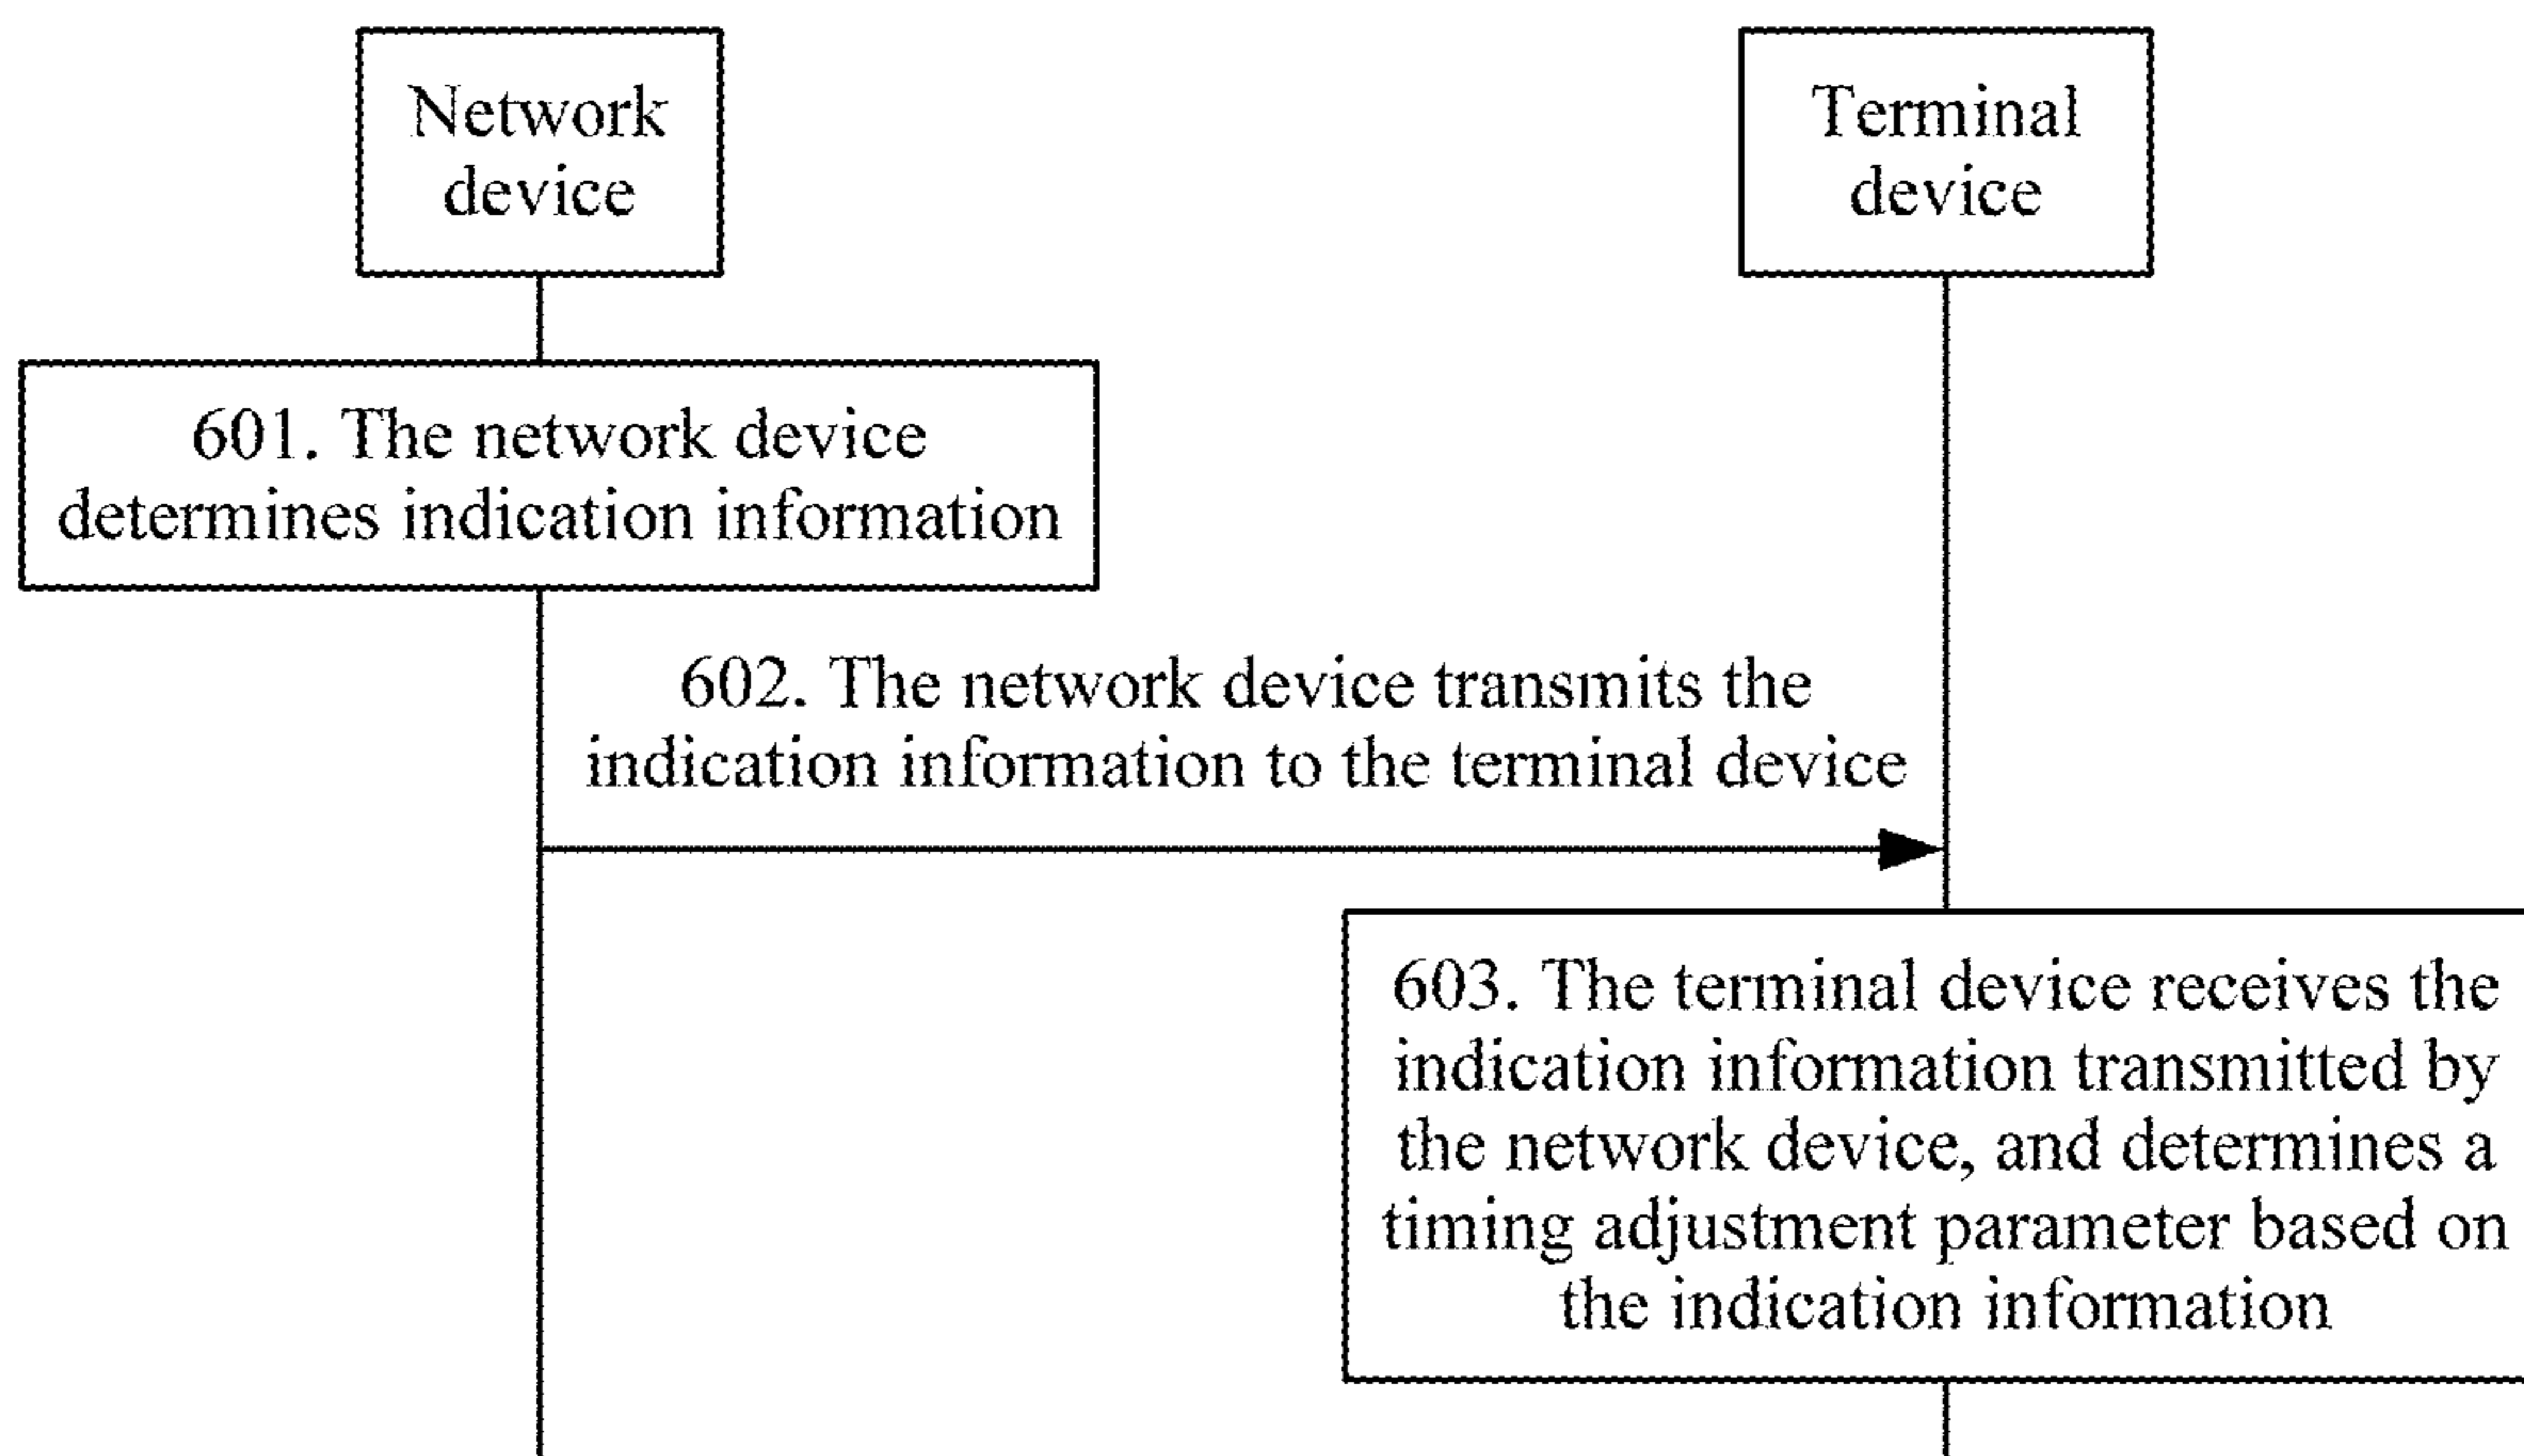 Network
device
Terminal
device
601. The network device
determines indication information
602. The network device transmits the
indication information to the terminal device
603. The terminal device receives the
indication information transmitted by
the network device, and determines a
timing adjustment parameter based on
the indication information